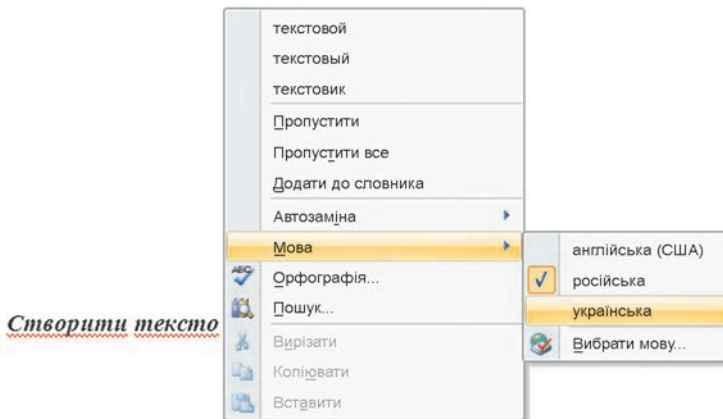 текстовой
текстовый
текстовик
Пропустити
Пропустити все
Додати до словника
Автозаміна
Мова
Орфографія...
Пошук...
Вирізати
Копіювати
Вставити
англійська (США)
російська
українська
Вибрати мову...
Створити тексто
ABC